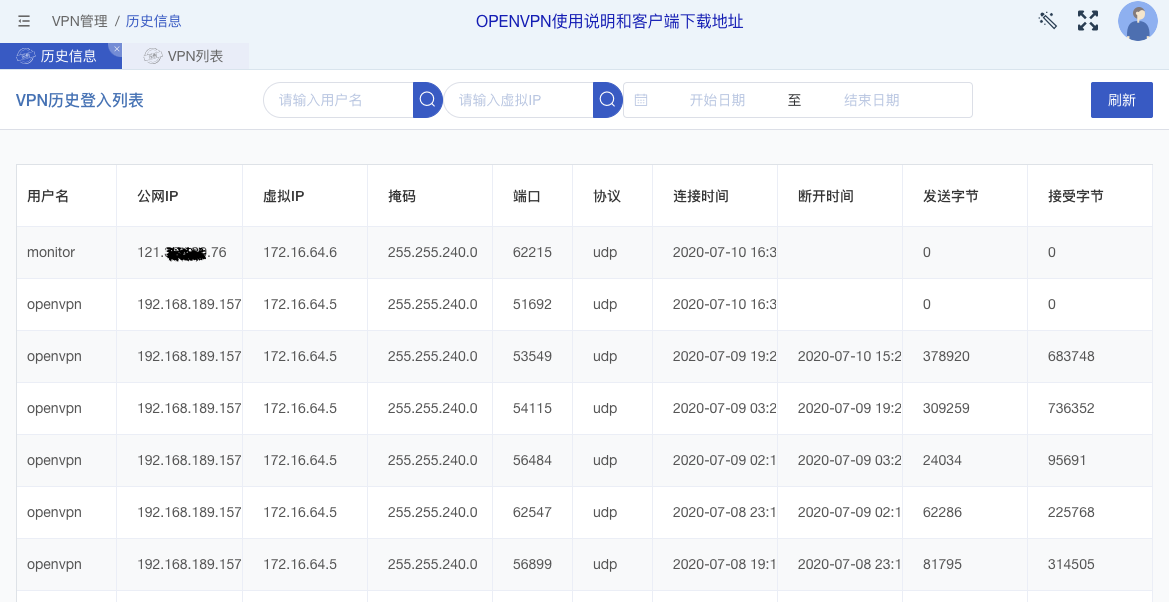 VPN管理 / 历史信息
OPENVPN使用说明和客户端下载地址
历史信息 VPN列表
VPN历史登入列表 请输入用户名 请输入虚拟IP 开始日期 至 结束日期 刷新
用户名 公网IP 虚拟IP 掩码 端口 协议 连接时间 断开时间 发送字节 接受字节
monitor 121. .76 172.16.64.6 255.255.240.0 62215 udp 2020-07-10 16:3 0 0
openvpn 192.168.189.157 172.16.64.5 255.255.240.0 51692 udp 2020-07-10 16:3 0 0
openvpn 192.168.189.157 172.16.64.5 255.255.240.0 53549 udp 2020-07-09 19:2 2020-07-10 15:2 378920 683748
openvpn 192.168.189.157 172.16.64.5 255.255.240.0 54115 udp 2020-07-09 03:2 2020-07-09 19:2 309259 736352
openvpn 192.168.189.157 172.16.64.5 255.255.240.0 56484 udp 2020-07-09 02:1 2020-07-09 03:2 24034 95691
openvpn 192.168.189.157 172.16.64.5 255.255.240.0 62547 udp 2020-07-08 23:1 2020-07-09 02:1 62286 225768
openvpn 192.168.189.157 172.16.64.5 255.255.240.0 56899 udp 2020-07-08 19:1 2020-07-08 23:1 81795 314505